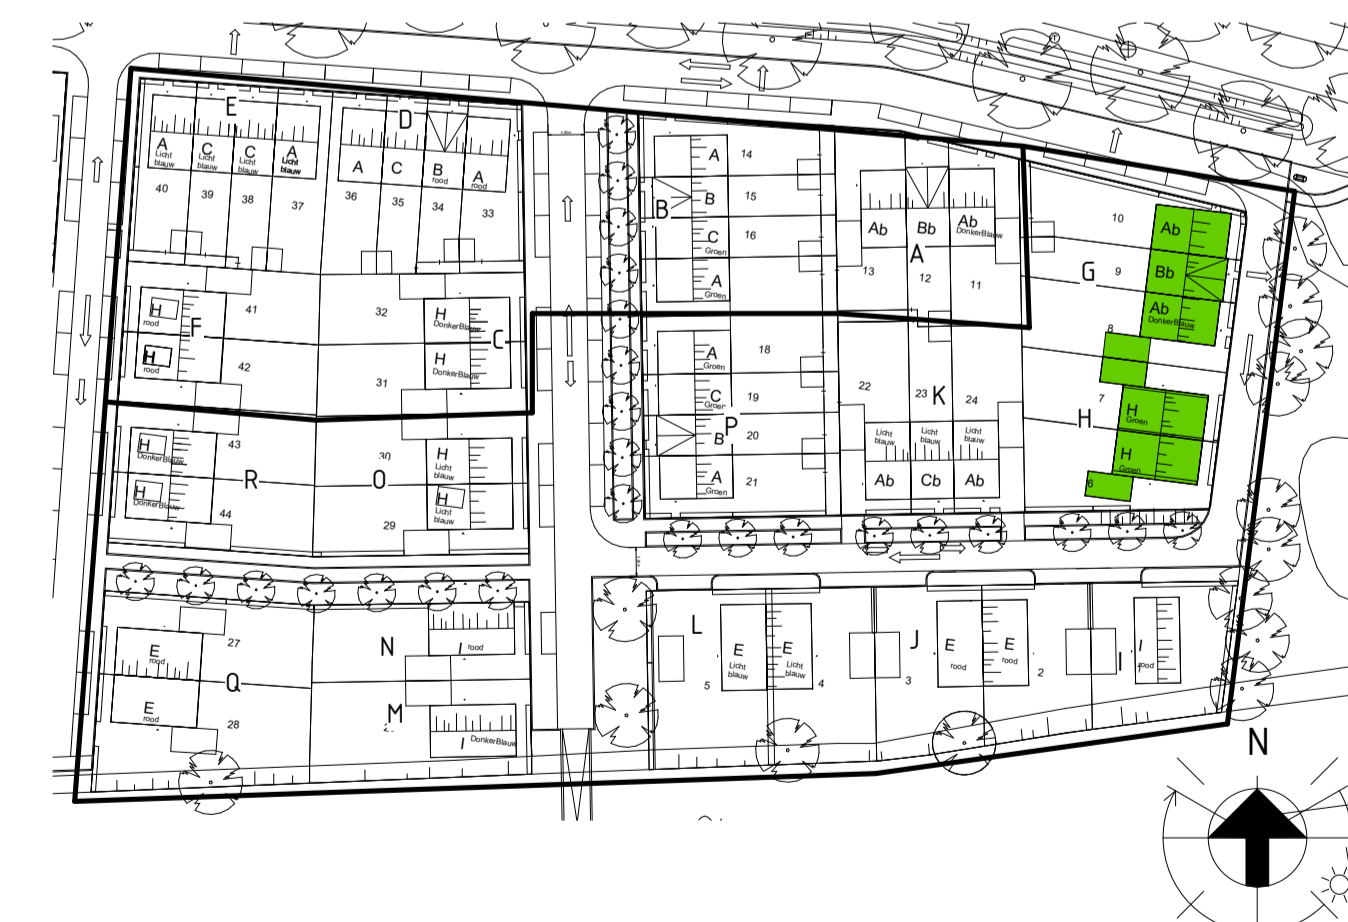 E
D
A
Licht
blauw
C
Licht
blauw
C
Licht
blauw
A
Licht
blauw
A
C
B
rood
A
rood
40
39
38
37
36
35
34
33
B
A
14
B
15
C
Groen
16
A
Groen
Ab
Bb
Ab
DonkerBlauw
A
13
12
11
10
G
9
8
Ab
Bb
Ab
DonkerBlauw
H
rood
H
rood
F
41
42
32
31
H
DonkerBlauw
H
DonkerBlauw
C
A
Groen
18
C
Groen
19
B
P
20
A
Groen
21
22
23
K
24
Licht
blauw
Licht
blauw
Licht
blauw
Ab
Cb
Ab
7
H
H
Groen
H
Groen
6
H
DonkerBlauw
H
DonkerBlauw
43
R
44
30
O
29
H
Licht
blauw
H
Licht
blauw
27
E
rood
Q
E
rood
28
N
I rood
M
I DonkerBlauw
L
E
Licht
blauw
E
Licht
blauw
5
4
J
E
rood
E
rood
3
2
I
I
rood
N